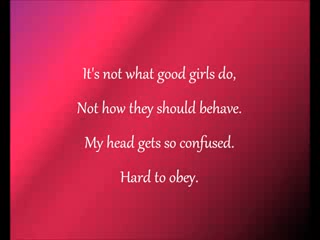 It's not what good girls do,
Not how they should behave.
My head gets so confused.
Hard to obey.